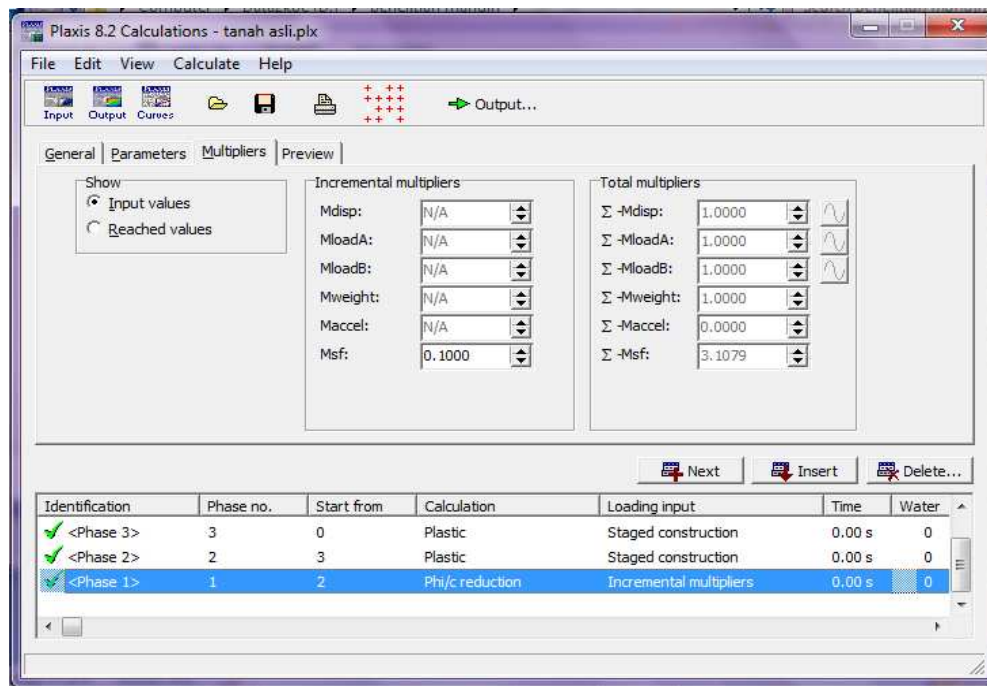 Plaxis 8.2 Calculations - tanah asli.plx
File Edit View Calculate Help
Input Output Curves Output...
General Parameters Multipliers Preview
Show
Input values
Reached values
Incremental multipliers
Mdisp: N/A
MloadA: N/A
MloadB: N/A
Mweight: N/A
Maccel: N/A
Msf: 0.1000
Total multipliers
Σ -Mdisp: 1.0000
Σ -MloadA: 1.0000
Σ -MloadB: 1.0000
Σ -Mweight: 1.0000
Σ -Maccel: 0.0000
Σ -Msf: 3.1079
Next Insert Delete...
Identification Phase no. Start from Calculation Loading input Time Water
<Phase 3> 3 0 Plastic Staged construction 0.00 s 0
<Phase 2> 2 3 Plastic Staged construction 0.00 s 0
<Phase 1> 1 2 Phi/c reduction Incremental multipliers 0.00 s 0